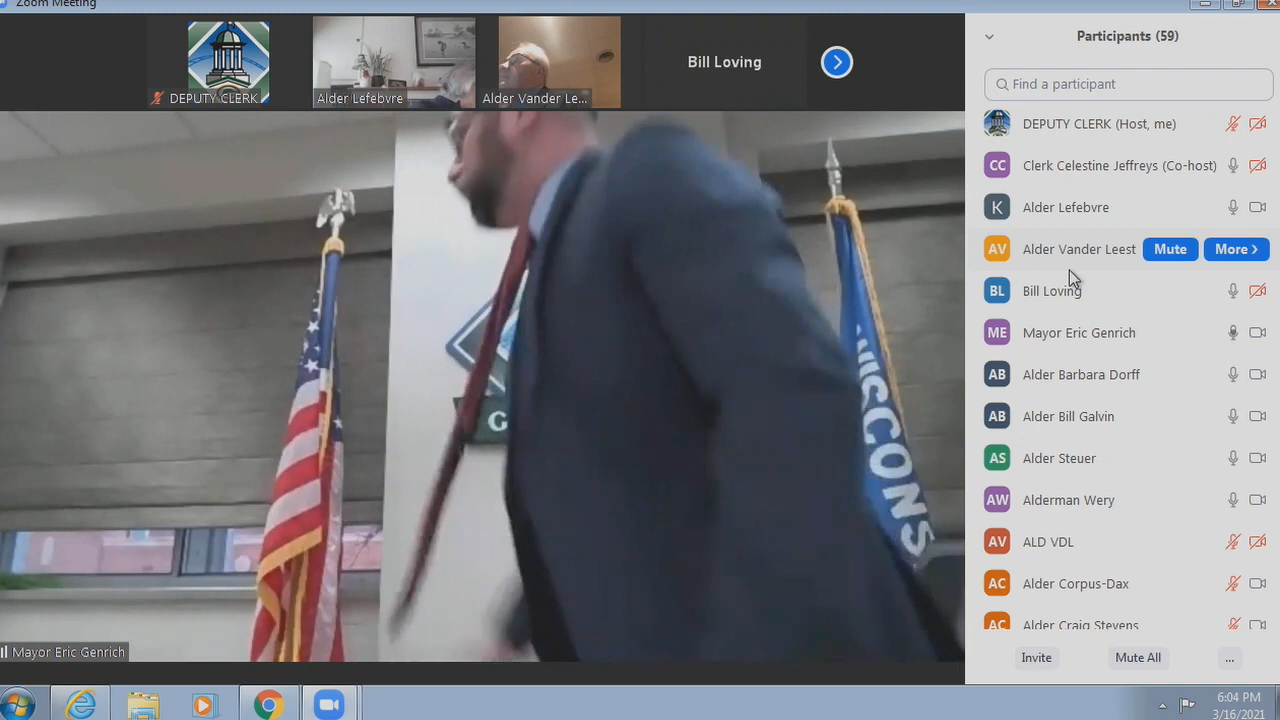 Zoom Meeting
DEPUTY CLERK
Alder Lefebvre
Alder Vander Le...
Bill Loving
G
WISCONS
Mayor Eric Genrich
Participants (59)
Find a participant
DEPUTY CLERK (Host, me)
CC Clerk Celestine Jeffreys (Co-host)
K Alder Lefebvre
AV Alder Vander Leest Mute More >
BL Bill Loving
ME Mayor Eric Genrich
AB Alder Barbara Dorff
AB Alder Bill Galvin
AS Alder Steuer
AW Alderman Wery
AV ALD VDL
AC Alder Corpus-Dax
AC Alder Craig Stevens
Invite Mute All ...
6:04 PM
3/16/2021